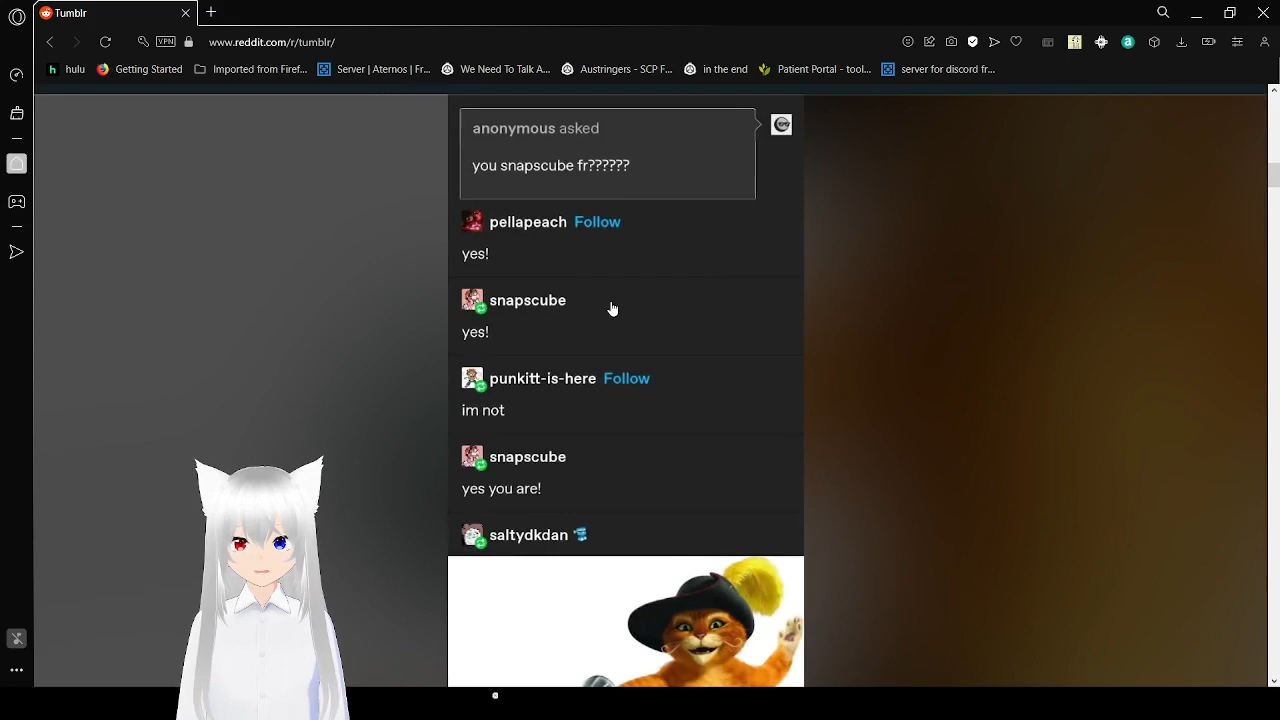 Tumblr
VPN
www.reddit.com/r/tumblr/
hulu
Getting Started
Imported from Firef...
Server | Aternos | Fr...
We Need To Talk A...
Austringers - SCP F...
in the end
Patient Portal - tool...
server for discord fr...
anonymous asked
you snapscube fr??????
pellapeach Follow
yes!
snapscube
yes!
punkitt-is-here Follow
im not
snapscube
yes you are!
saltydkdan